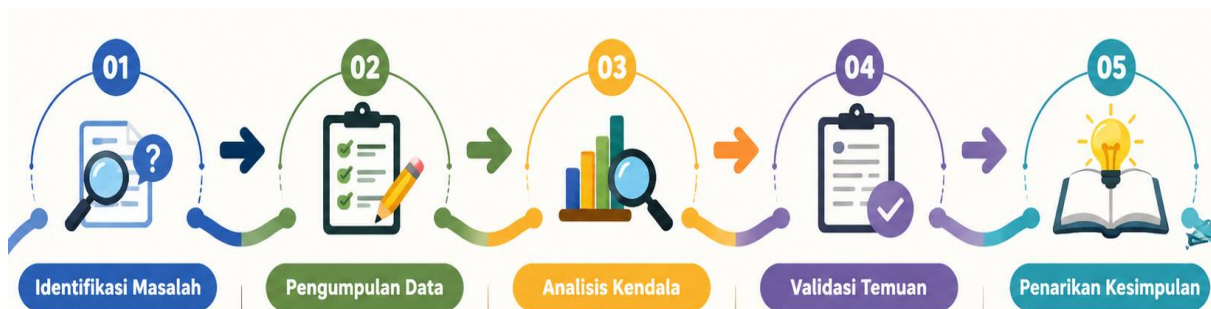 01
02
03
04
05
?
Identifikasi Masalah
Pengumpulan Data
Analisis Kendala
Validasi Temuan
Penarikan Kesimpulan